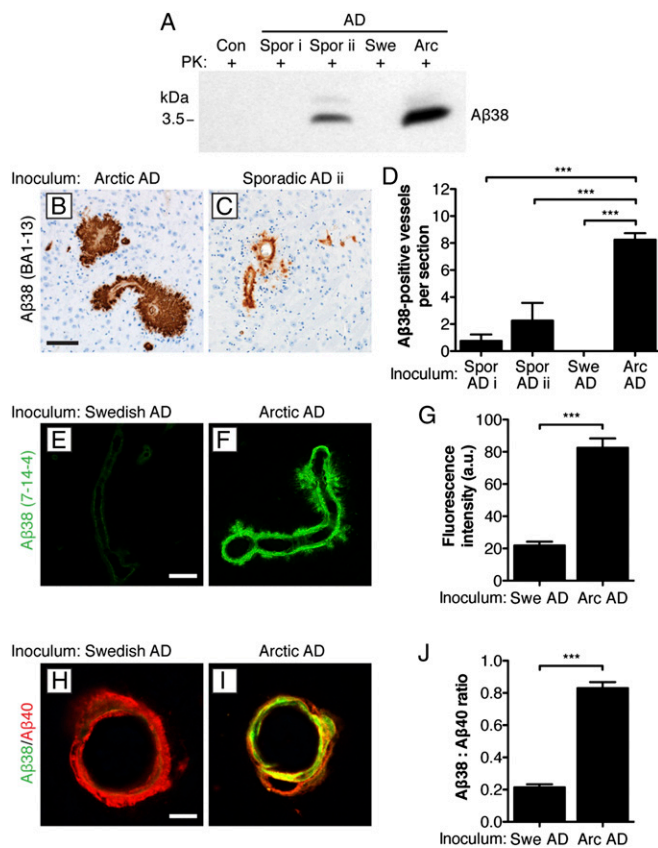 A
AD
Con Spor i Spor ii Swe Arc
PK: + + + + +
kDa
3.5–
Aβ38
Inoculum: Arctic AD Sporadic AD ii
B
C
Aβ38 (BA1-13)
D
***
***
***
Aβ38-positive vessels
per section
12
10
8
6
4
2
0
Inoculum: Spor AD i Spor AD ii Swe AD Arc AD
Inoculum: Swedish AD Arctic AD
E
F
Aβ38 (7-14-4)
G
***
Fluorescence
intensity (a.u.)
100
80
60
40
20
0
Inoculum: Swe AD Arc AD
Inoculum: Swedish AD Arctic AD
H
I
Aβ38/Aβ40
J
***
Aβ38 : Aβ40 ratio
1.0
0.8
0.6
0.4
0.2
0.0
Inoculum: Swe AD Arc AD